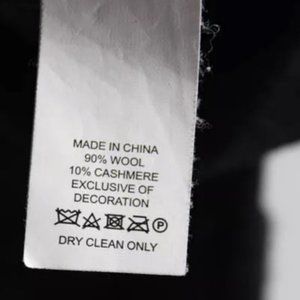 MADE IN CHINA
90% WOOL
10% CASHMERE
EXCLUSIVE OF
DECORATION
P
DRY CLEAN ONLY